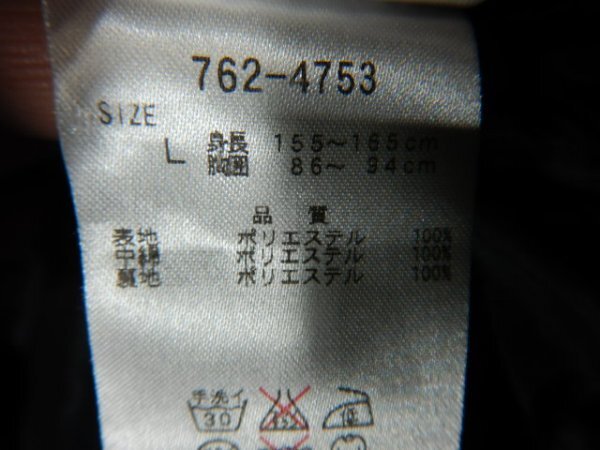 762-4753
SIZE
L 身長 155~165cm
胸囲 86~94cm
品質
表地 ポリエステル 100%
中綿 ポリエステル 100%
裏地 ポリエステル 100%
手洗イ
30
低